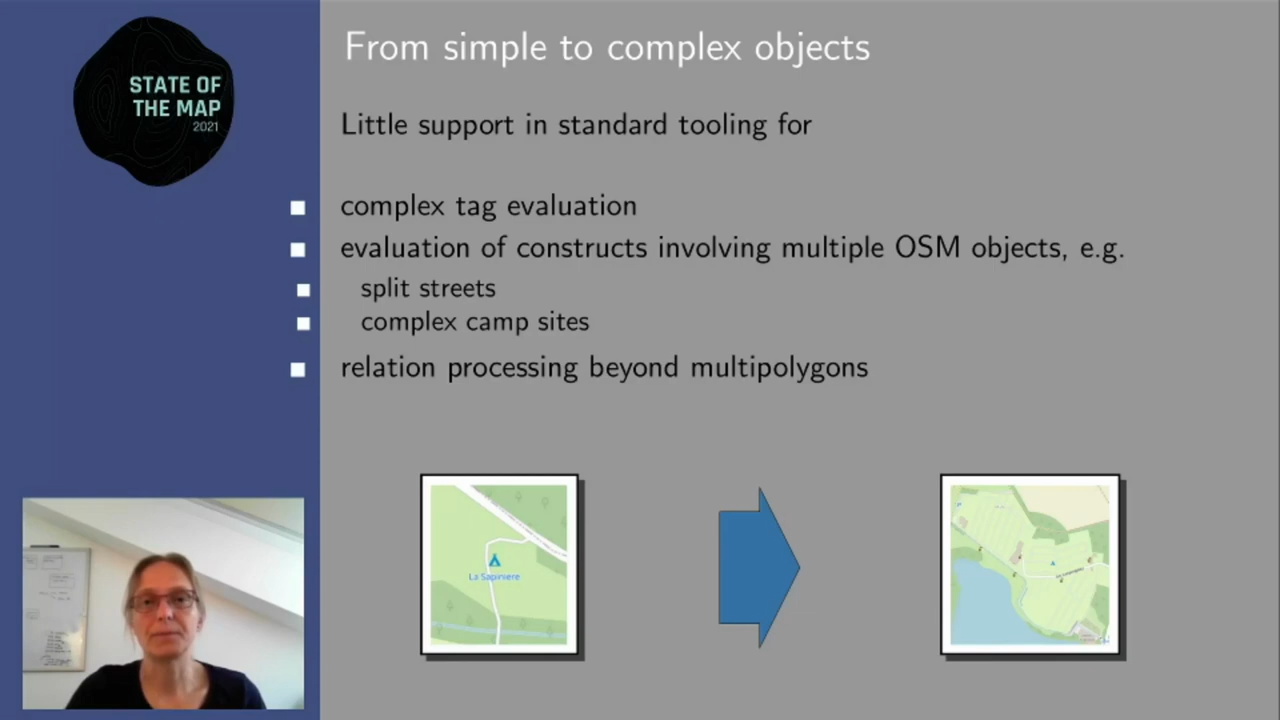 STATE OF
THE MAP
2021
From simple to complex objects
Little support in standard tooling for
complex tag evaluation
evaluation of constructs involving multiple OSM objects, e.g.
split streets
complex camp sites
relation processing beyond multipolygons
La Sapiniere